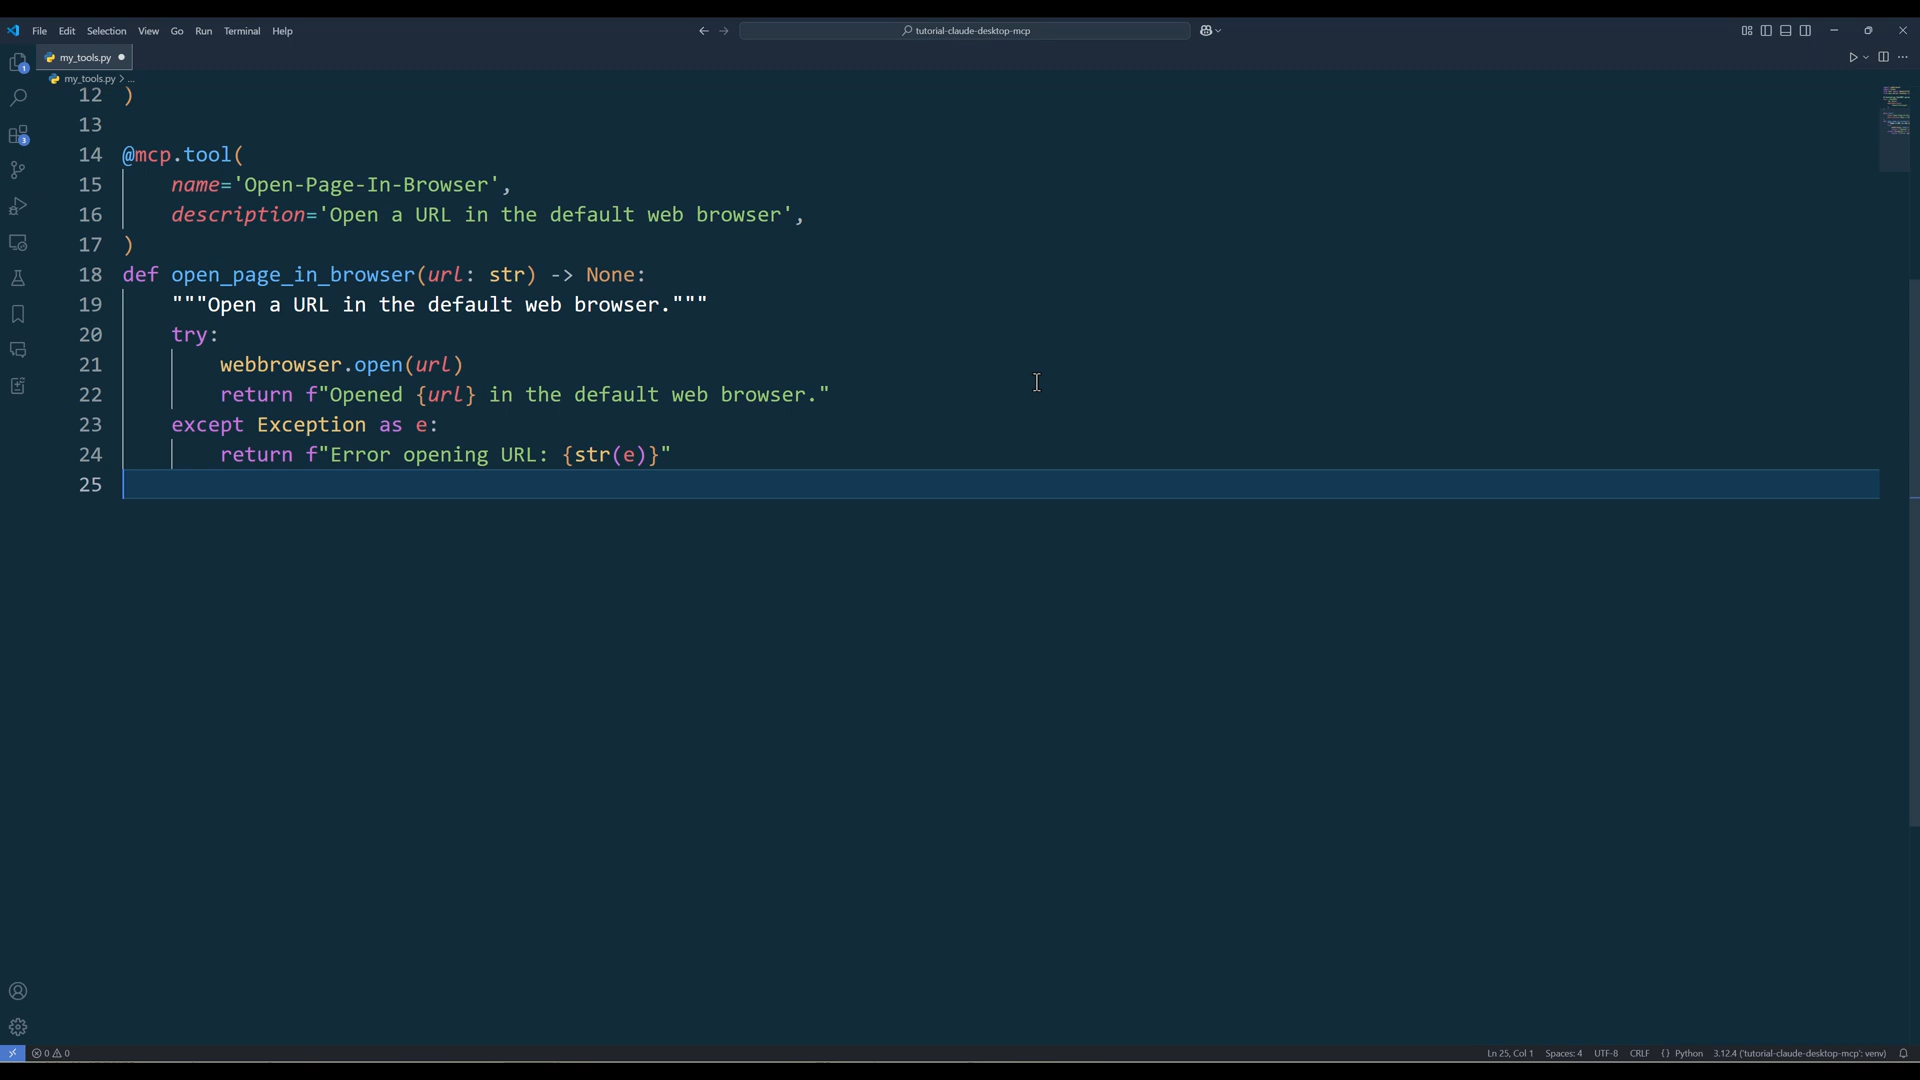 File Edit Selection View Go Run Terminal Help
tutorial-claude-desktop-mcp
my_tools.py
my_tools.py > ...
12 )
13
14 @mcp.tool(
15     name='Open-Page-In-Browser',
16     description='Open a URL in the default web browser',
17 )
18 def open_page_in_browser(url: str) -> None:
19     """Open a URL in the default web browser."""
20     try:
21         webbrowser.open(url)
22         return f"Opened {url} in the default web browser."
23     except Exception as e:
24         return f"Error opening URL: {str(e)}"
25
1
3
0 0
Ln 25, Col 1 Spaces: 4 UTF-8 CRLF {} Python 3.12.4 ('tutorial-claude-desktop-mcp': venv)